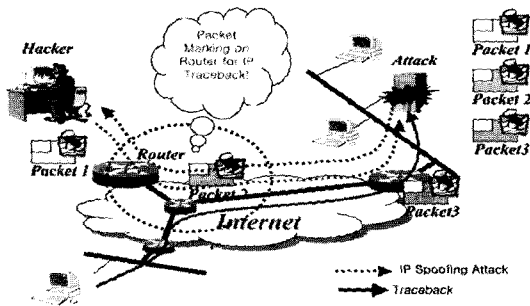 Hacker
Packet
Marking on
Router for IP
Traceback!
Attack
Packet 1
Packet 2
Packet3
Packet 1
Router
Packet
Packet3
Internet
IP Spoofing Attack
Traceback